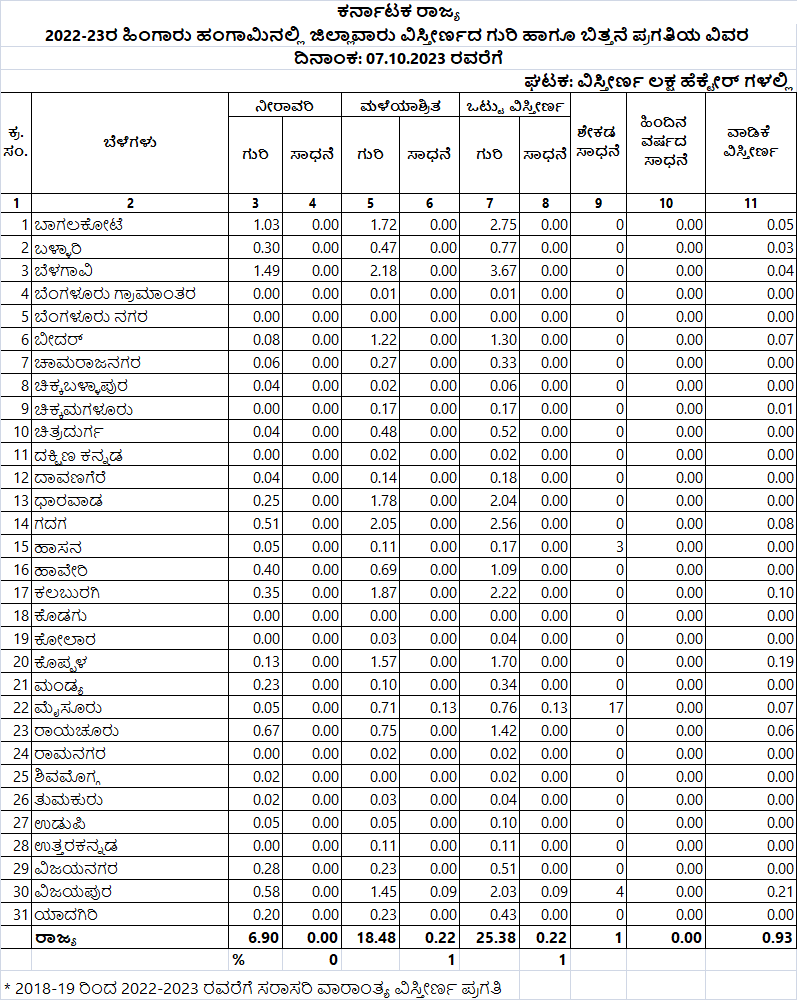 ಕರ್ನಾಟಕ ರಾಜ್ಯ
2022-23ರ ಹಿಂಗಾರು ಹಂಗಾಮಿನಲ್ಲಿ ಜಿಲ್ಲಾವಾರು ವಿಸ್ತೀರ್ಣದ ಗುರಿ ಹಾಗೂ ಬಿತ್ತನೆ ಪ್ರಗತಿಯ ವಿವರ
ದಿನಾಂಕ: 07.10.2023 ರವರೆಗೆ
ಘಟಕ: ವಿಸ್ತೀರ್ಣ ಲಕ್ಷ ಹೆಕ್ಟೇರ್ ಗಳಲ್ಲಿ
ಕ್ರ. ಸಂ. ಬೆಳೆಗಳು ನೀರಾವರಿ ಮಳೆಯಾಶ್ರಿತ ಒಟ್ಟು ವಿಸ್ತೀರ್ಣ ಶೇಕಡ ಸಾಧನೆ ಹಿಂದಿನ ವರ್ಷದ ಸಾಧನೆ ವಾಡಿಕೆ ವಿಸ್ತೀರ್ಣ
ಗುರಿ ಸಾಧನೆ ಗುರಿ ಸಾಧನೆ ಗುರಿ ಸಾಧನೆ
1 2 3 4 5 6 7 8 9 10 11
1 ಬಾಗಲಕೋಟೆ 1.03 0.00 1.72 0.00 2.75 0.00 0 0.00 0.05
2 ಬಳ್ಳಾರಿ 0.30 0.00 0.47 0.00 0.77 0.00 0 0.00 0.03
3 ಬೆಳಗಾವಿ 1.49 0.00 2.18 0.00 3.67 0.00 0 0.00 0.04
4 ಬೆಂಗಳೂರು ಗ್ರಾಮಾಂತರ 0.00 0.00 0.01 0.00 0.01 0.00 0 0.00 0.00
5 ಬೆಂಗಳೂರು ನಗರ 0.00 0.00 0.00 0.00 0.00 0.00 0 0.00 0.00
6 ಬೀದರ್ 0.08 0.00 1.22 0.00 1.30 0.00 0 0.00 0.07
7 ಚಾಮರಾಜನಗರ 0.06 0.00 0.27 0.00 0.33 0.00 0 0.00 0.00
8 ಚಿಕ್ಕಬಳ್ಳಾಪುರ 0.04 0.00 0.02 0.00 0.06 0.00 0 0.00 0.00
9 ಚಿಕ್ಕಮಗಳೂರು 0.00 0.00 0.17 0.00 0.17 0.00 0 0.00 0.01
10 ಚಿತ್ರದುರ್ಗ 0.04 0.00 0.48 0.00 0.52 0.00 0 0.00 0.00
11 ದಕ್ಷಿಣ ಕನ್ನಡ 0.00 0.00 0.02 0.00 0.02 0.00 0 0.00 0.00
12 ದಾವಣಗೆರೆ 0.04 0.00 0.14 0.00 0.18 0.00 0 0.00 0.00
13 ಧಾರವಾಡ 0.25 0.00 1.78 0.00 2.04 0.00 0 0.00 0.00
14 ಗದಗ 0.51 0.00 2.05 0.00 2.56 0.00 0 0.00 0.08
15 ಹಾಸನ 0.05 0.00 0.11 0.00 0.17 0.00 3 0.00 0.00
16 ಹಾವೇರಿ 0.40 0.00 0.69 0.00 1.09 0.00 0 0.00 0.00
17 ಕಲಬುರಗಿ 0.35 0.00 1.87 0.00 2.22 0.00 0 0.00 0.10
18 ಕೊಡಗು 0.00 0.00 0.00 0.00 0.00 0.00 0 0.00 0.00
19 ಕೋಲಾರ 0.00 0.00 0.03 0.00 0.04 0.00 0 0.00 0.00
20 ಕೊಪ್ಪಳ 0.13 0.00 1.57 0.00 1.70 0.00 0 0.00 0.19
21 ಮಂಡ್ಯ 0.23 0.00 0.10 0.00 0.34 0.00 0 0.00 0.00
22 ಮೈಸೂರು 0.05 0.00 0.71 0.13 0.76 0.13 17 0.00 0.07
23 ರಾಯಚೂರು 0.67 0.00 0.75 0.00 1.42 0.00 0 0.00 0.06
24 ರಾಮನಗರ 0.00 0.00 0.02 0.00 0.02 0.00 0 0.00 0.00
25 ಶಿವಮೊಗ್ಗ 0.02 0.00 0.00 0.00 0.02 0.00 0 0.00 0.00
26 ತುಮಕುರು 0.02 0.00 0.03 0.00 0.04 0.00 0 0.00 0.00
27 ಉಡುಪಿ 0.05 0.00 0.05 0.00 0.10 0.00 0 0.00 0.00
28 ಉತ್ತರಕನ್ನಡ 0.00 0.00 0.11 0.00 0.11 0.00 0 0.00 0.00
29 ವಿಜಯನಗರ 0.28 0.00 0.23 0.00 0.51 0.00 0 0.00 0.00
30 ವಿಜಯಪುರ 0.58 0.00 1.45 0.09 2.03 0.09 4 0.00 0.21
31 ಯಾದಗಿರಿ 0.20 0.00 0.23 0.00 0.43 0.00 0 0.00 0.00
ರಾಜ್ಯ 6.90 0.00 18.48 0.22 25.38 0.22 1 0.00 0.93
% 0 1 1
* 2018-19 ರಿಂದ 2022-2023 ರವರೆಗೆ ಸರಾಸರಿ ವಾರಾಂತ್ಯ ವಿಸ್ತೀರ್ಣ ಪ್ರಗತಿ